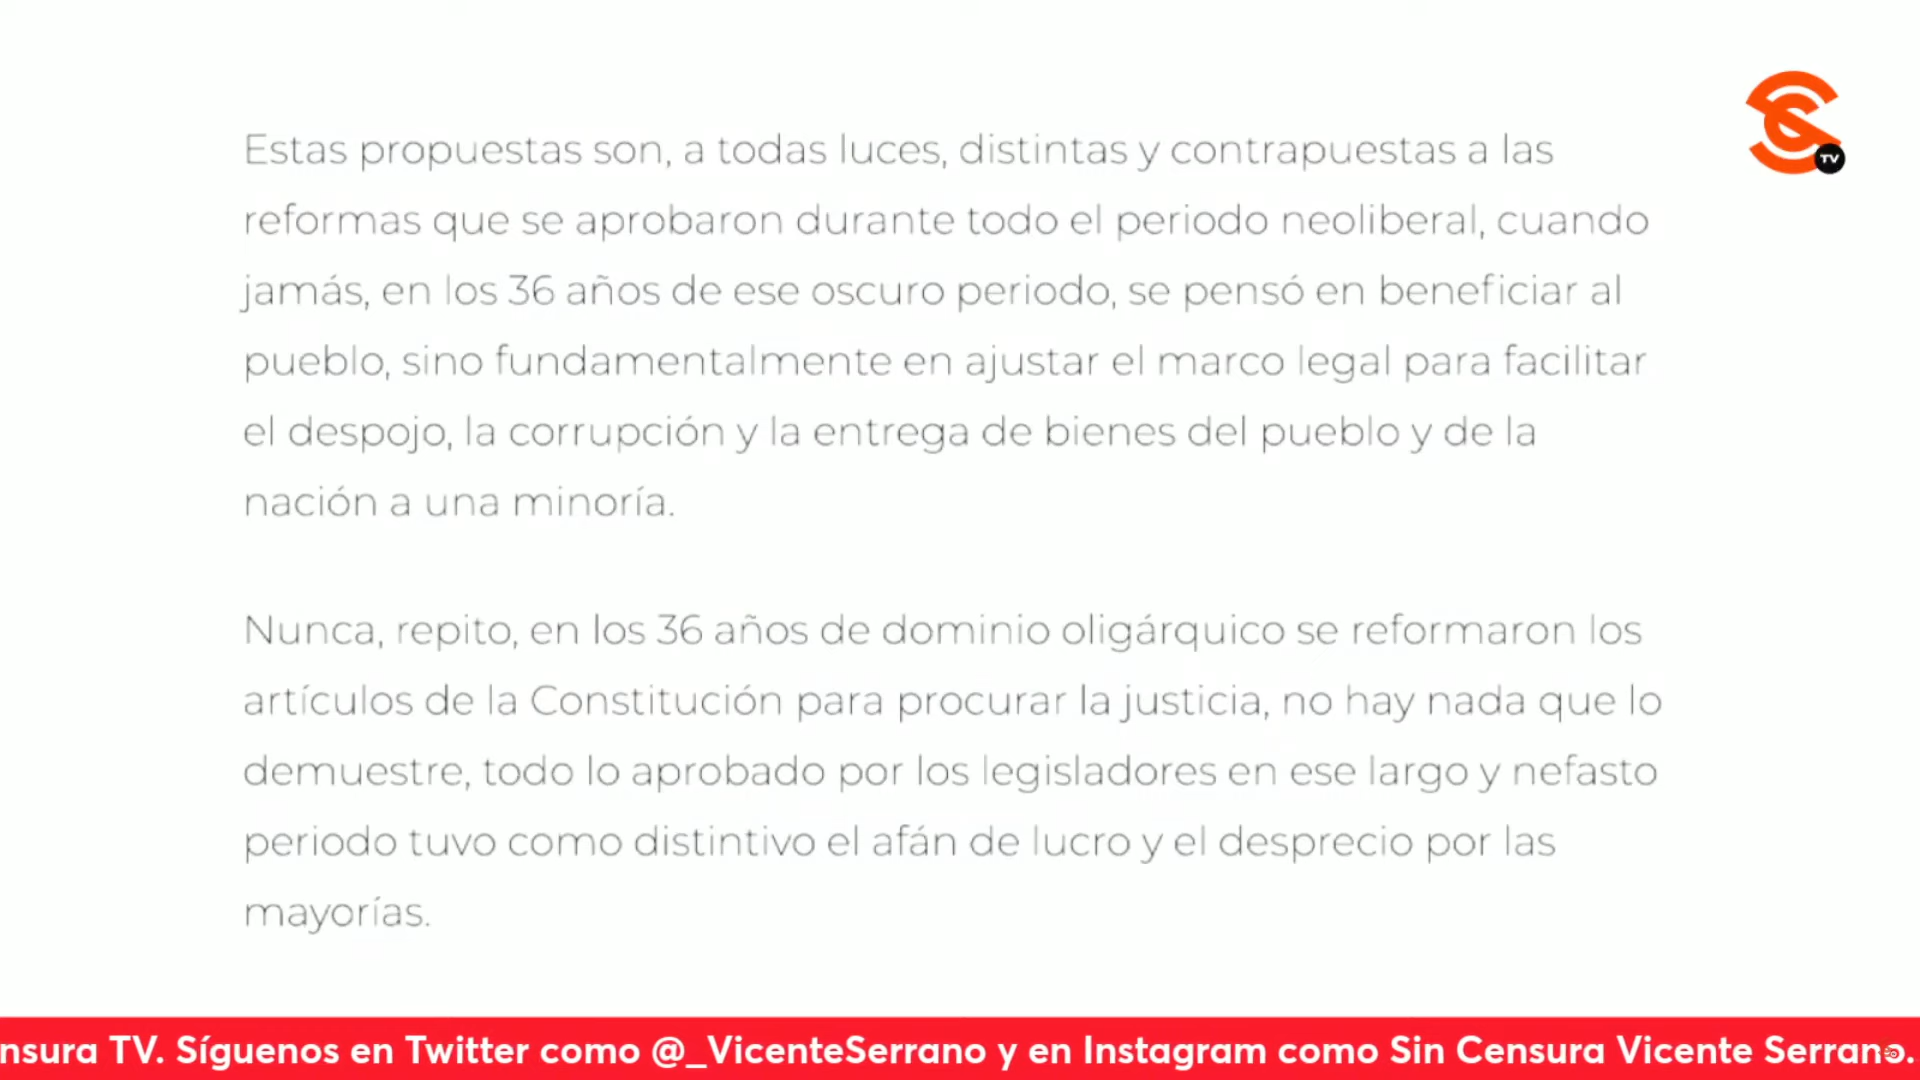 Estas propuestas son, a todas luces, distintas y contrapuestas a las
reformas que se aprobaron durante todo el periodo neoliberal, cuando
jamás, en los 36 años de ese oscuro periodo, se pensó en beneficiar al
pueblo, sino fundamentalmente en ajustar el marco legal para facilitar
el despojo, la corrupción y la entrega de bienes del pueblo y de la
nación a una minoría.
Nunca, repito, en los 36 años de dominio oligárquico se reformaron los
artículos de la Constitución para procurar la justicia, no hay nada que lo
demuestre, todo lo aprobado por los legisladores en ese largo y nefasto
periodo tuvo como distintivo el afán de lucro y el desprecio por las
mayorías.
TV
nsura TV. Síguenos en Twitter como @_VicenteSerrano y en Instagram como Sin Censura Vicente Serrano.